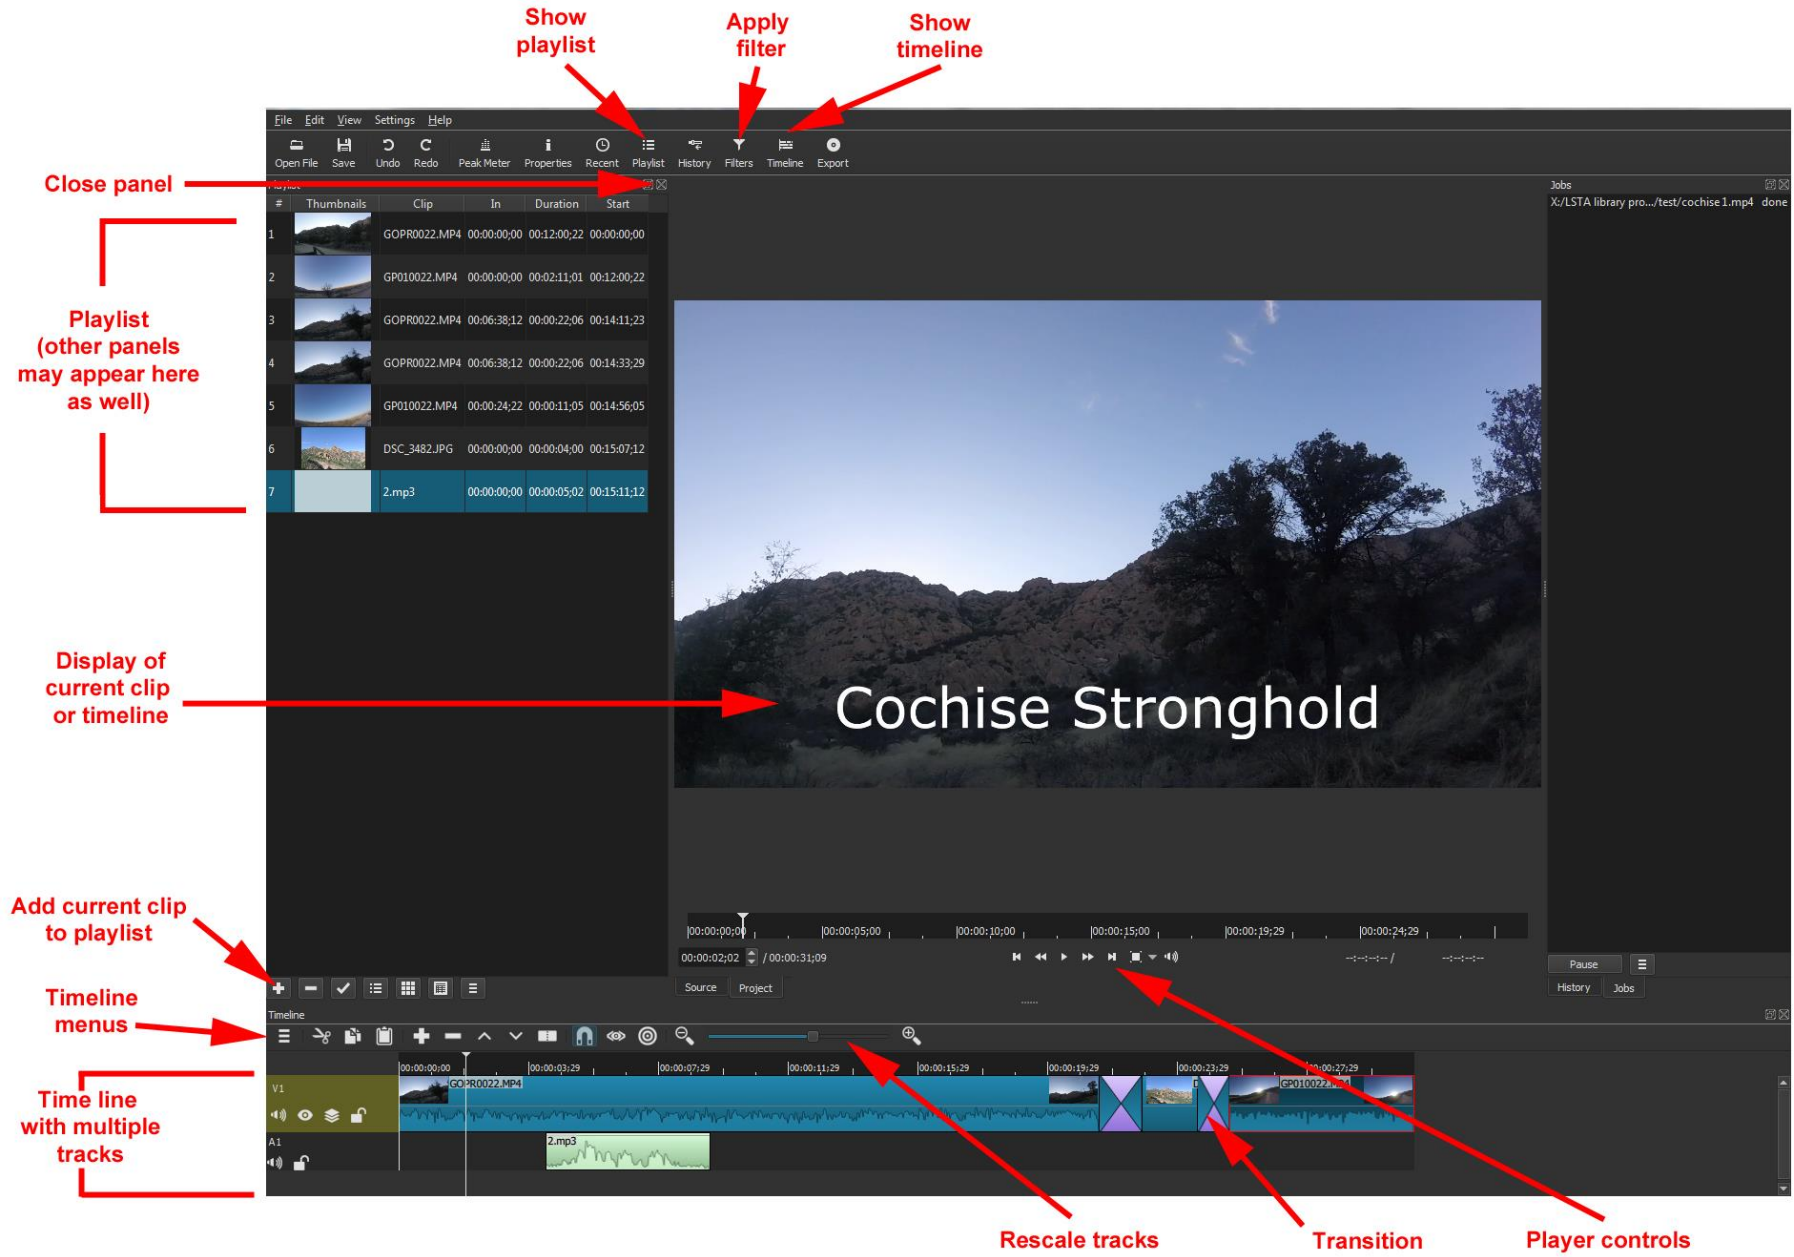 Show
playlist
Apply
filter
Show
timeline
File Edit View Settings Help
Open File Save Undo Redo Peak Meter Properties Recent Playlist History Filters Timeline Export
Close panel
Jobs
# Thumbnails Clip In Duration Start
X:/LSTA library pro.../test/cochise 1.mp4 done
1 GOPR0022.MP4 00:00:00;00 00:12:00;22 00:00:00;00
2 GP010022.MP4 00:00:00;00 00:02:11;01 00:12:00;22
3 GOPR0022.MP4 00:06:38;12 00:00:22;06 00:14:11;23
4 GOPR0022.MP4 00:06:38;12 00:00:22;06 00:14:33;29
5 GP010022.MP4 00:00:24;22 00:00:11;05 00:14:56;05
6 DSC_3482.JPG 00:00:00;00 00:00:04;00 00:15:07;12
7 2.mp3 00:00:00;00 00:00:05;02 00:15:11;12
Playlist
(other panels
may appear here
as well)
Display of
current clip
or timeline
Cochise Stronghold
Add current clip
to playlist
00:00:00;00 00:00:05;00 00:00:10;00 00:00:15;00 00:00:19;29 00:00:24;29
00:00:02;02 / 00:00:31;09 --:--:--:-- / --:--:--:--
Pause
Source Project
History Jobs
Timeline
menus
Timeline
00:00:00;00 00:00:03;29 00:00:07;29 00:00:11;29 00:00:15;29 00:00:19;29 00:00:23;29 00:00:27;29
V1 GOPR0022.MP4 GP010022.MP4
A1 2.mp3
Time line
with multiple
tracks
Rescale tracks
Transition
Player controls